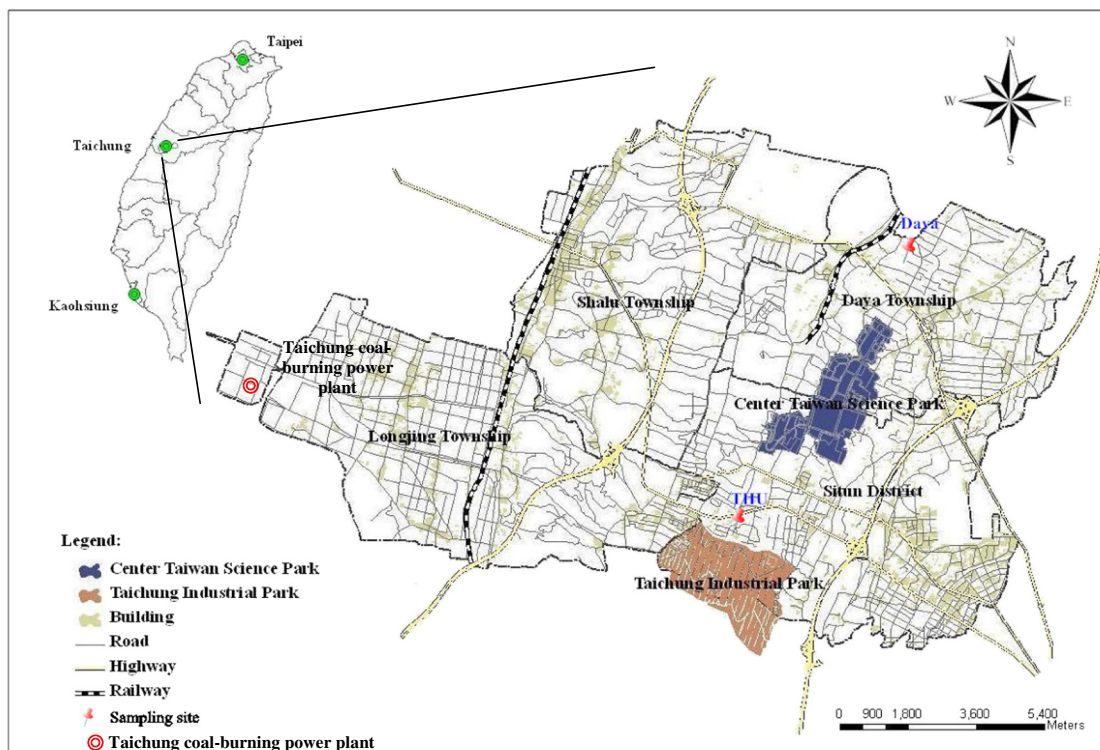 Taipei
Taichung
Kaohsiung
N
W
E
S
Daya
Shalu Township
Daya Township
Taichung coal-
burning power
plant
Center Taiwan Science Park
Longjing Township
Situn District
THU
Taichung Industrial Park
Legend:
Center Taiwan Science Park
Taichung Industrial Park
Building
Road
Highway
Railway
Sampling site
Taichung coal-burning power plant
0 900 1,800 3,600 5,400
Meters